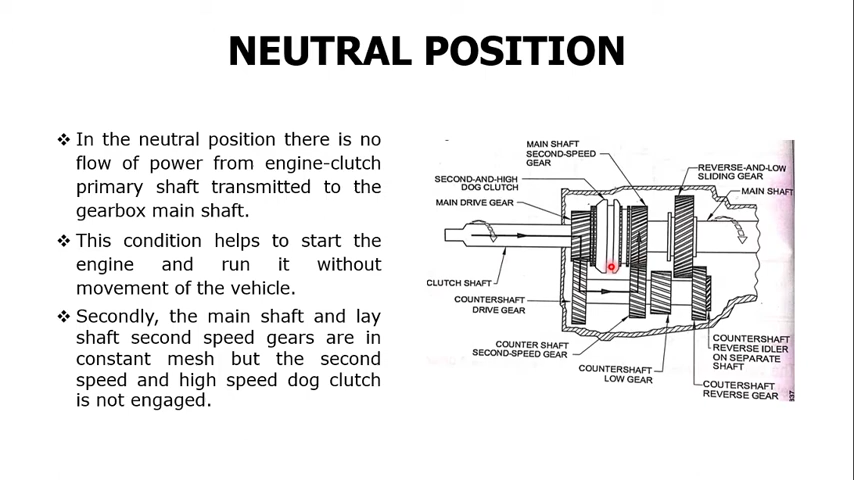 NEUTRAL POSITION
❖ In the neutral position there is no
flow of power from engine-clutch
primary shaft transmitted to the
gearbox main shaft.
❖ This condition helps to start the
engine and run it without
movement of the vehicle.
❖ Secondly, the main shaft and lay
shaft second speed gears are in
constant mesh but the second
speed and high speed dog clutch
is not engaged.
MAIN SHAFT
SECOND-SPEED
GEAR
SECOND-AND-HIGH
DOG CLUTCH
MAIN DRIVE GEAR
REVERSE-AND-LOW
SLIDING GEAR
MAIN SHAFT
CLUTCH SHAFT
COUNTERSHAFT
DRIVE GEAR
COUNTER SHAFT
SECOND-SPEED GEAR
COUNTERSHAFT
LOW GEAR
COUNTERSHAFT
REVERSE IDLER
ON SEPARATE
SHAFT
COUTERSHAFT
REVERSE GEAR